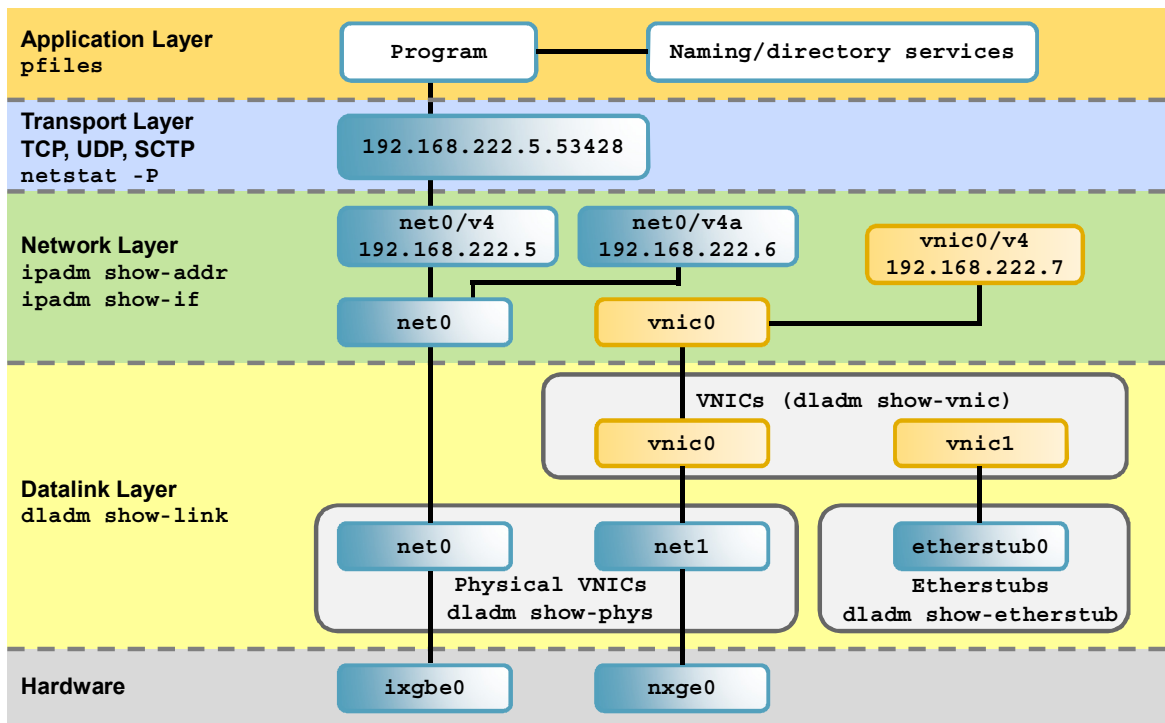 Application Layer
pfiles
Program
Naming/directory services
Transport Layer
TCP, UDP, SCTP
netstat -P
192.168.222.5.53428
Network Layer
ipadm show-addr
ipadm show-if
net0/v4
192.168.222.5
net0/v4a
192.168.222.6
vnic0/v4
192.168.222.7
net0
vnic0
Datalink Layer
dladm show-link
VNICs (dladm show-vnic)
vnic0
vnic1
net0
net1
Physical VNICs
dladm show-phys
etherstub0
Etherstubs
dladm show-etherstub
Hardware
ixgbe0
nxge0